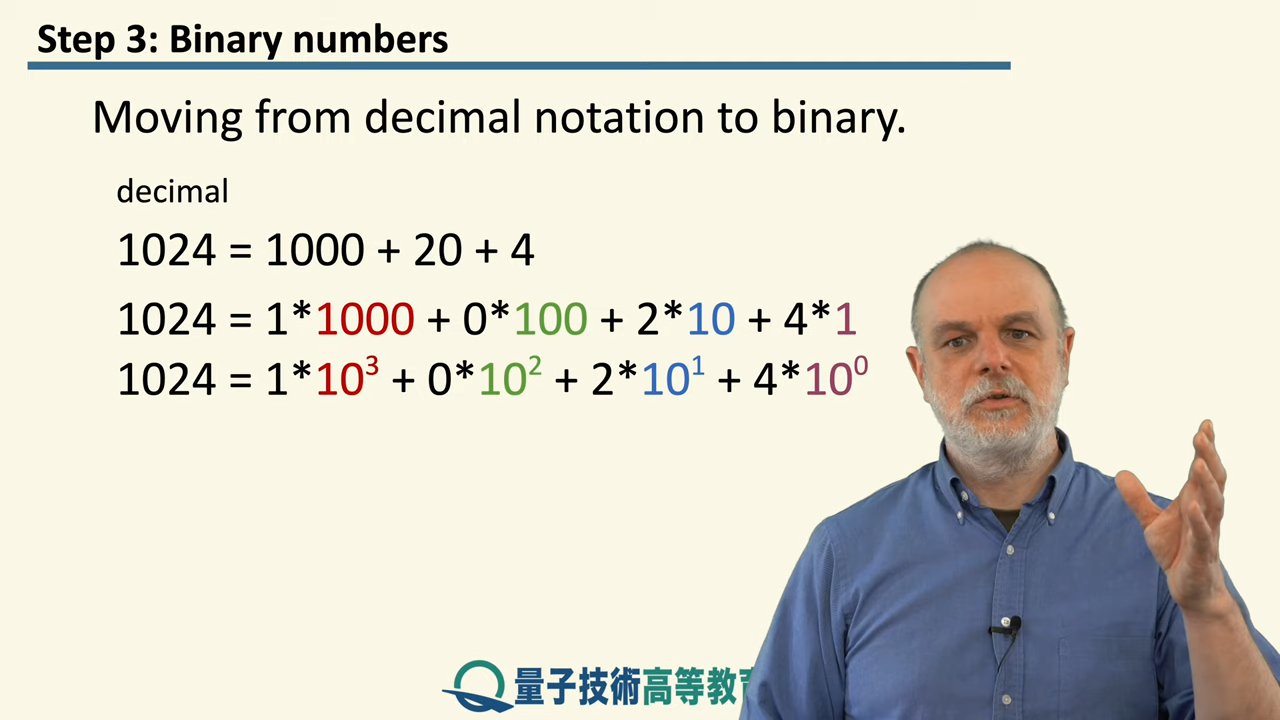 Step 3: Binary numbers
Moving from decimal notation to binary.
decimal
1024 = 1000 + 20 + 4
1024 = 1*1000 + 0*100 + 2*10 + 4*1
1024 = 1*10³ + 0*10² + 2*10¹ + 4*10⁰
量子技術高等教育